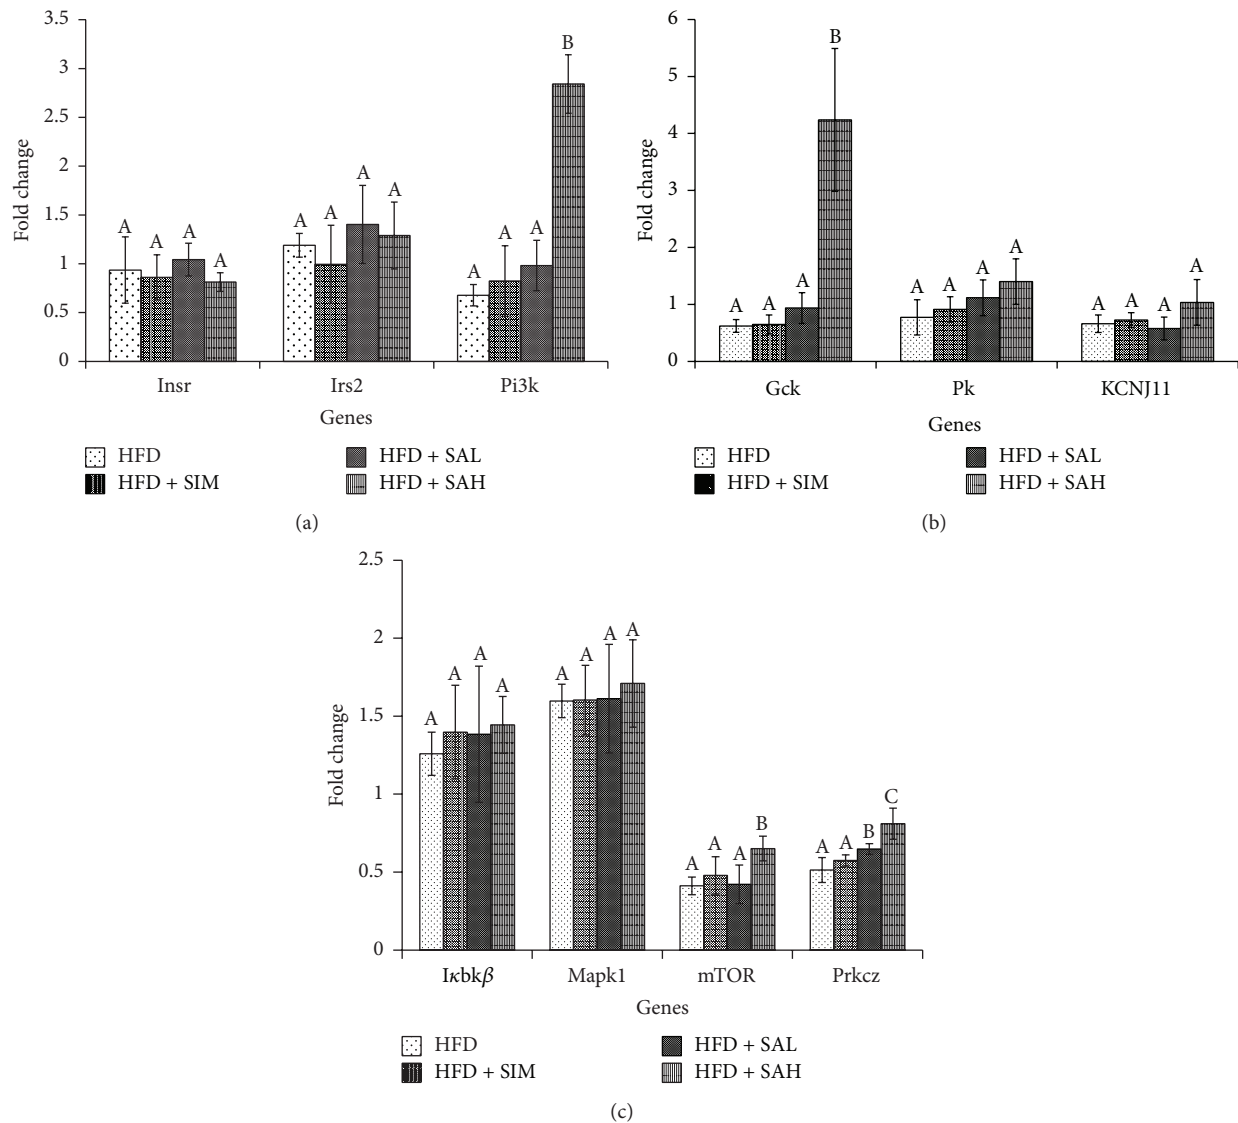 3.5
3
2.5
2
1.5
1
0.5
0
Fold change
A A A A
A A A A
A A A B
Insr Irs2 Pi3k
Genes
HFD HFD + SAL
HFD + SIM HFD + SAH
(a)
6
5
4
3
2
1
0
Fold change
A A A B
A A A A
A A A A
Gck Pk KCNJ11
Genes
HFD HFD + SAL
HFD + SIM HFD + SAH
(b)
2.5
2
1.5
1
0.5
0
Fold change
A A A A
A A A A
A A A B
A A B C
Iκbkβ Mapk1 mTOR Prkcz
Genes
HFD HFD + SAL
HFD + SIM HFD + SAH
(c)